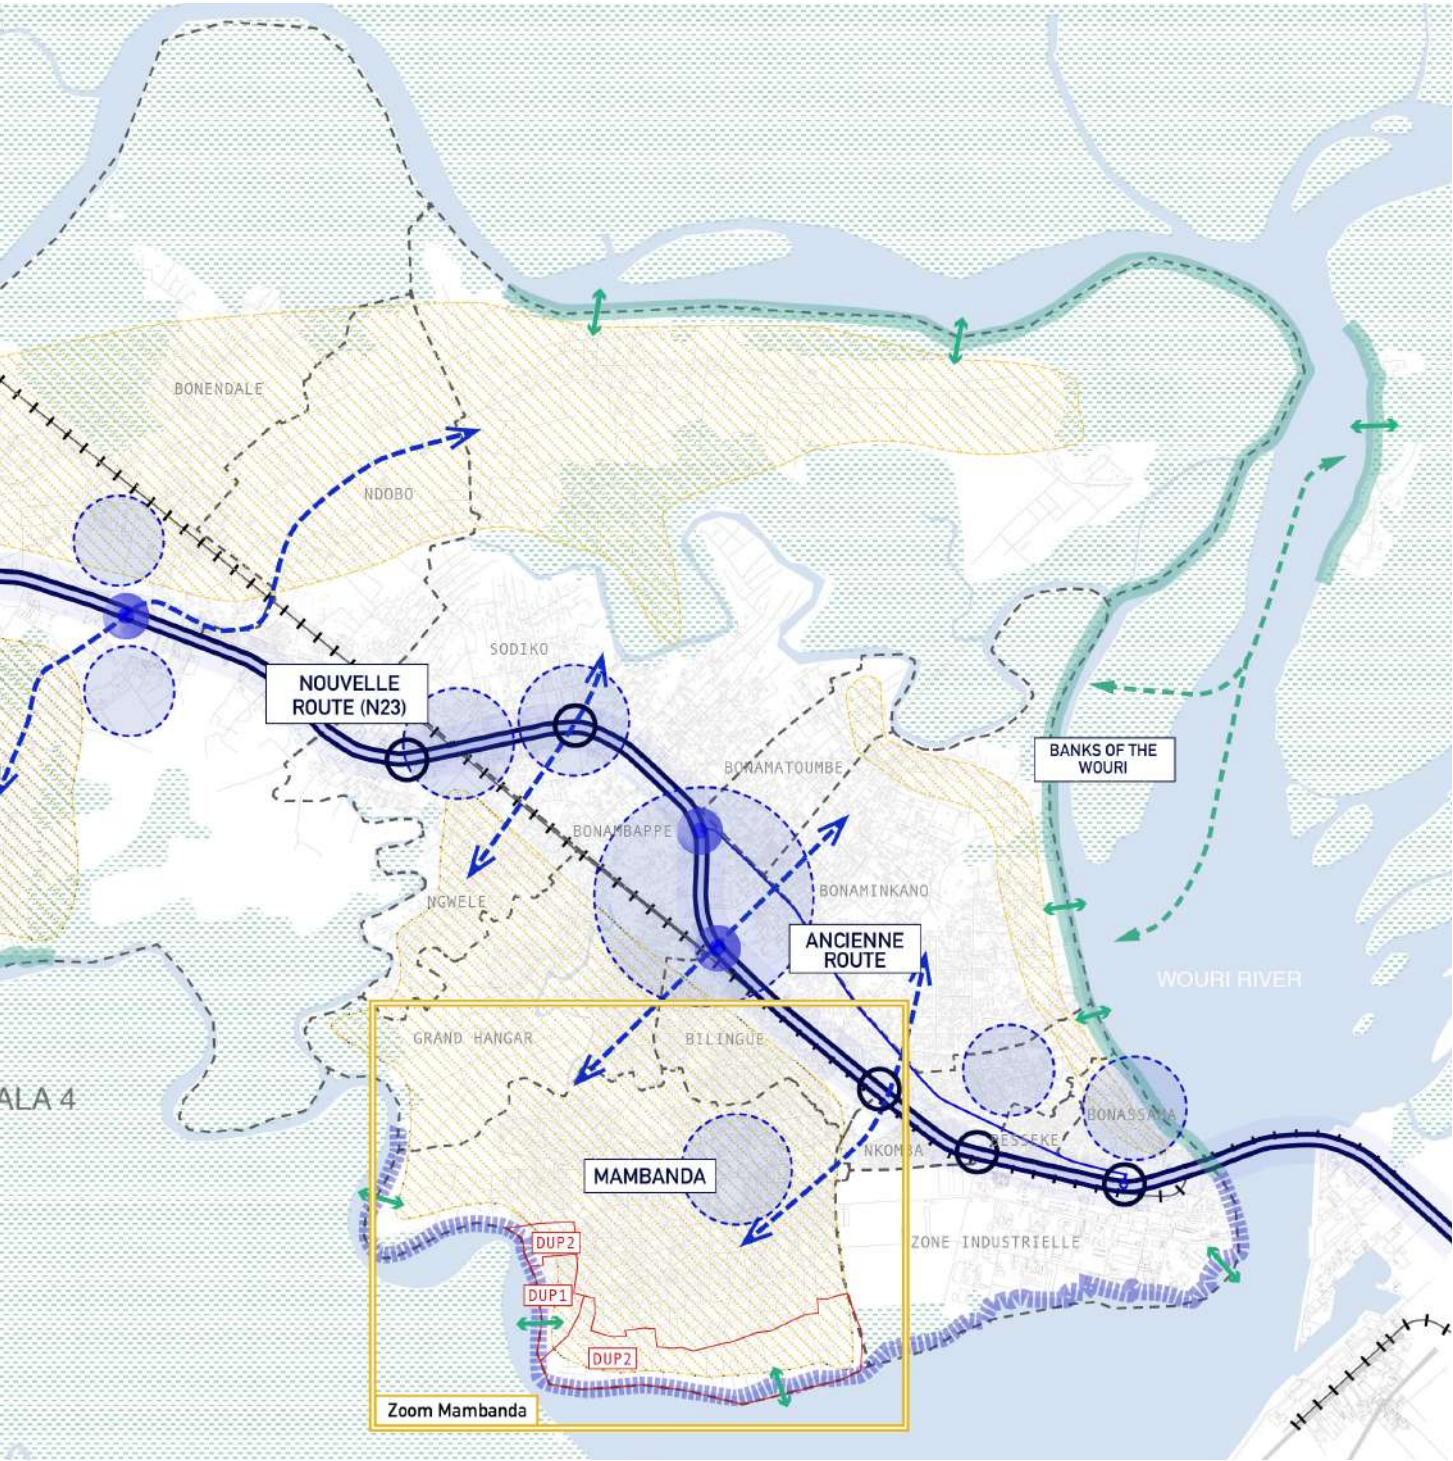 BONENDALE
NDOBO
SODIKO
NOUVELLE
ROUTE (N23)
BANKS OF THE
WOURI
BONAMATOUMBE
BONAMBAPPE
BONAMINKANO
NGWELE
ANCIENNE
ROUTE
WOURI RIVER
GRAND HANGAR
BILINGUE
ALA 4
BONASSAMA
BESSEKE
NKOMBA
MAMBANDA
DUP2
ZONE INDUSTRIELLE
DUP1
DUP2
Zoom Mambanda